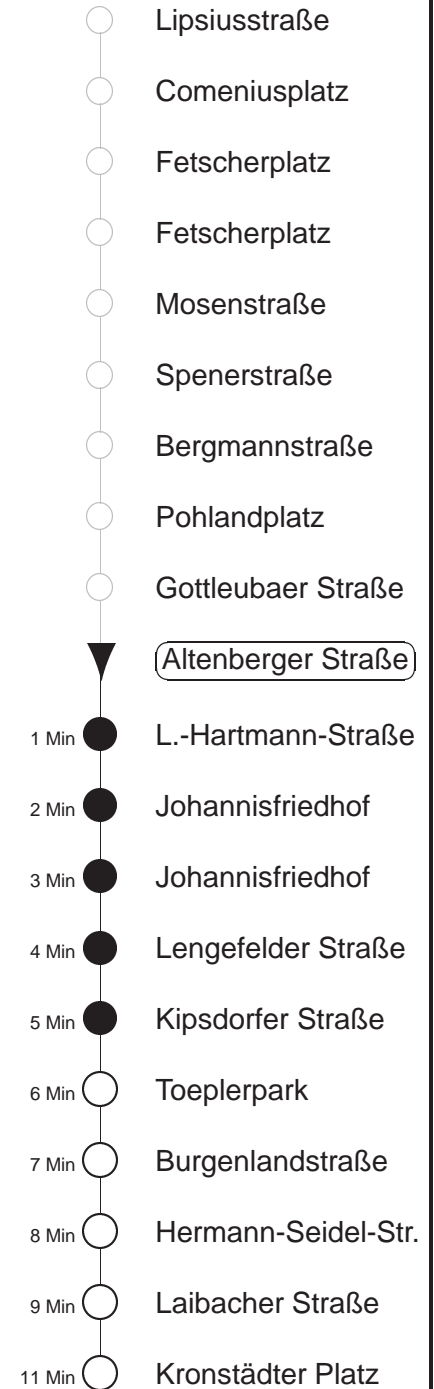 Lipsiusstraße
Comeniusplatz
Fetscherplatz
Fetscherplatz
Mosenstraße
Spenerstraße
Bergmannstraße
Pohlandplatz
Gottleubaer Straße
Altenberger Straße
1 Min L.-Hartmann-Straße
2 Min Johannisfriedhof
3 Min Johannisfriedhof
4 Min Lengefelder Straße
5 Min Kipsdorfer Straße
6 Min Toeplerpark
7 Min Burgenlandstraße
8 Min Hermann-Seidel-Str.
9 Min Laibacher Straße
11 Min Kronstädter Platz